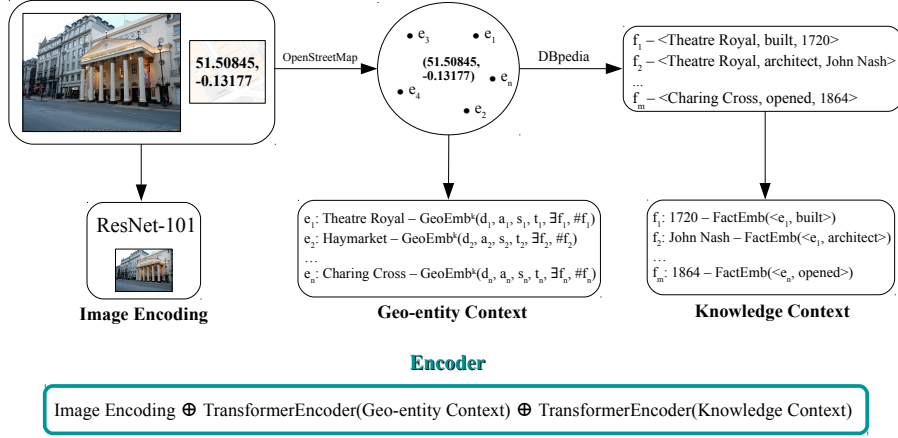 51.50845,
-0.13177
OpenStreetMap
e₃
e₁
(51.50845,
-0.13177)
eₙ
e₄
e₂
DBpedia
f₁ – <Theatre Royal, built, 1720>
f₂ – <Theatre Royal, architect, John Nash>
...
fₘ – <Charing Cross, opened, 1864>
ResNet-101
Image Encoding
e₁: Theatre Royal – GeoEmbᵏ(d₁, a₁, s₁, t₁, ∃f₁, #f₁)
e₂: Haymarket – GeoEmbᵏ(d₂, a₂, s₂, t₂, ∃f₂, #f₂)
…
eₙ: Charing Cross – GeoEmbᵏ(dₙ, aₙ, sₙ, tₙ, ∃fₙ, #fₙ)
Geo-entity Context
f₁: 1720 – FactEmb(<e₁, built>)
f₂: John Nash – FactEmb(<e₁, architect>)
…
fₘ: 1864 – FactEmb(<eₙ, opened>)
Knowledge Context
Encoder
Image Encoding ⊕ TransformerEncoder(Geo-entity Context) ⊕ TransformerEncoder(Knowledge Context)